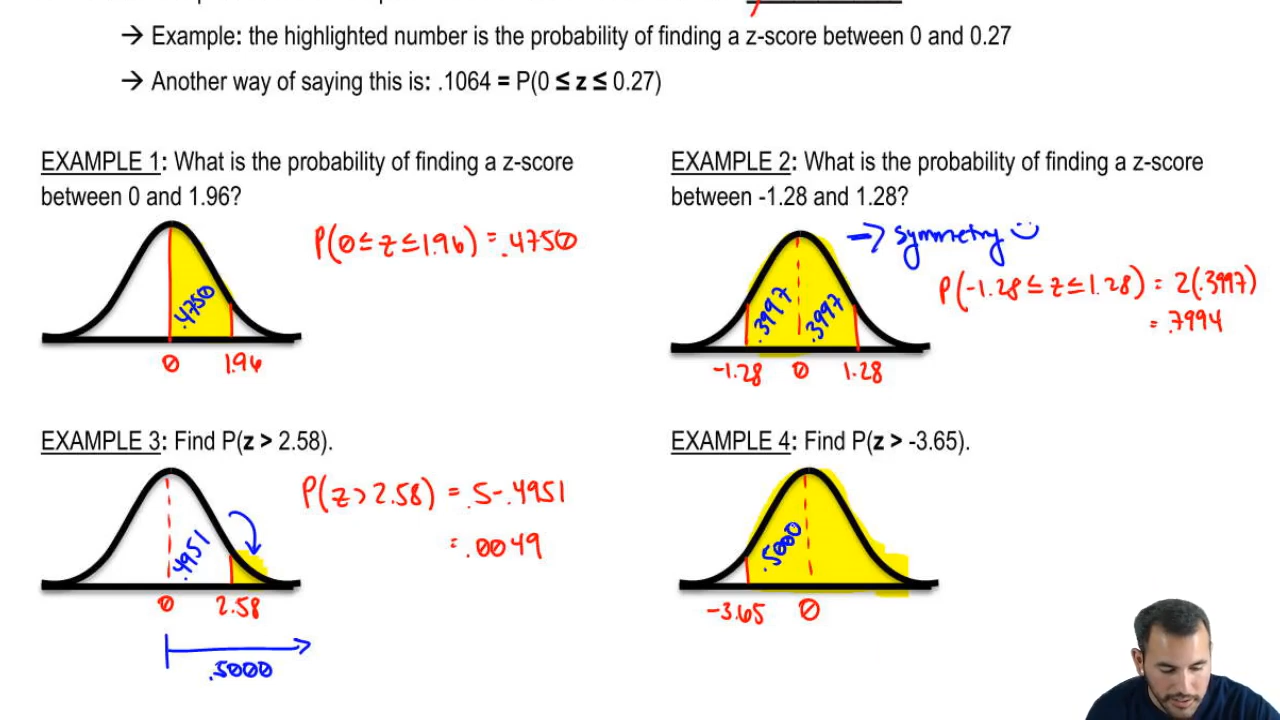 → Example: the highlighted number is the probability of finding a z-score between 0 and 0.27
→ Another way of saying this is: .1064 = P(0 ≤ z ≤ 0.27)
EXAMPLE 1: What is the probability of finding a z-score
between 0 and 1.96?
P(0 ≤ z ≤ 1.96) = .4750
.4750
0 1.96
EXAMPLE 2: What is the probability of finding a z-score
between -1.28 and 1.28?
→ symmetry
P(-1.28 ≤ z ≤ 1.28) = 2(.3997)
= .7994
.3997 .3997
-1.28 0 1.28
EXAMPLE 3: Find P(z > 2.58).
P(z > 2.58) = .5-.4951
= .0049
.4951
0 2.58
.5000
EXAMPLE 4: Find P(z > -3.65).
.5000
-3.65 0